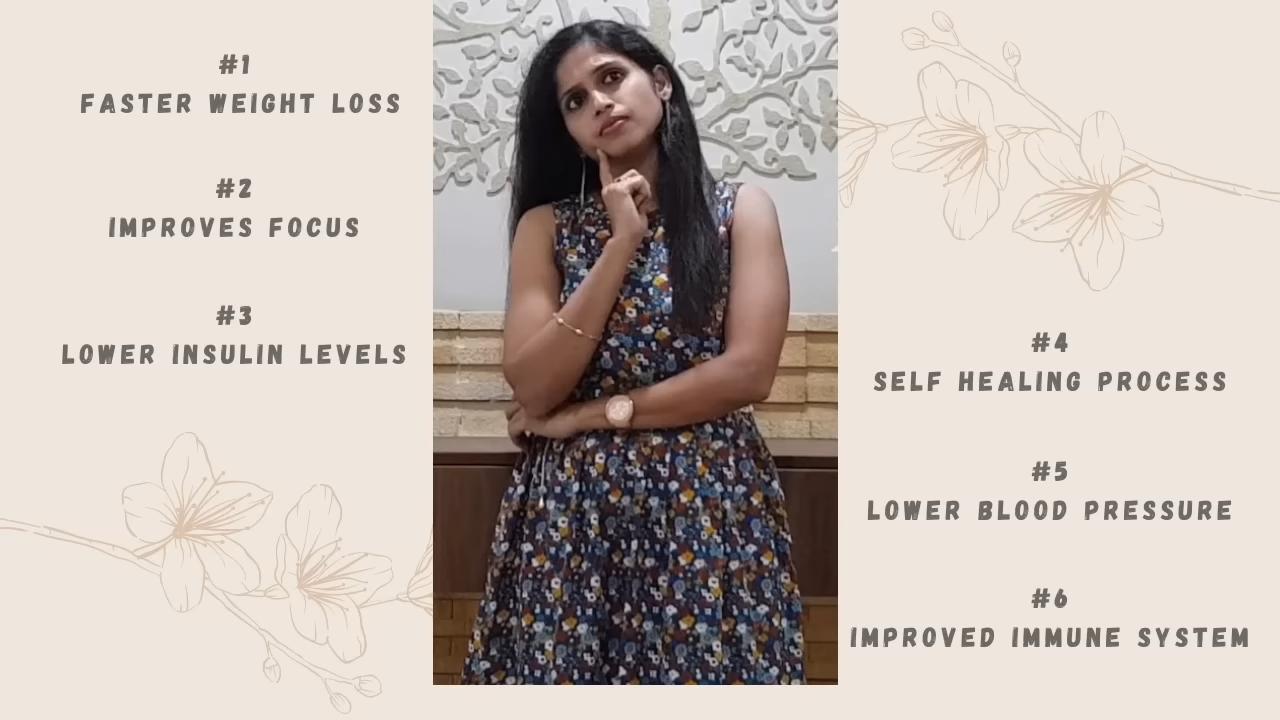 #1
FASTER WEIGHT LOSS
#2
IMPROVES FOCUS
#3
LOWER INSULIN LEVELS
#4
SELF HEALING PROCESS
#5
LOWER BLOOD PRESSURE
#6
IMPROVED IMMUNE SYSTEM